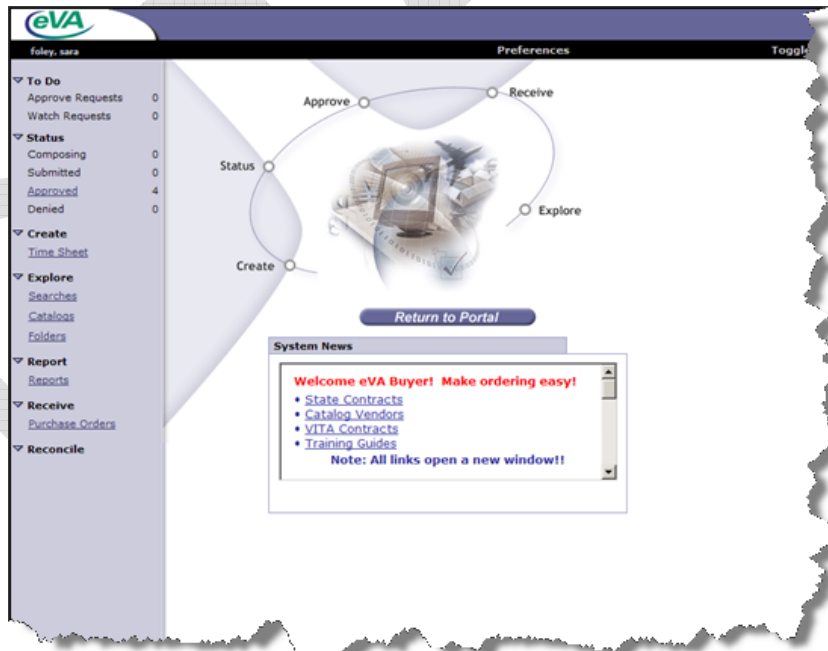 eVA
foley, sara
Preferences
To Do
Approve Requests 0
Watch Requests 0
Status
Composing 0
Submitted 0
Approved 4
Denied 0
Create
Time Sheet
Explore
Searches
Catalogs
Folders
Report
Reports
Receive
Purchase Orders
Reconcile
Approve
Receive
Status
Explore
Create
Return to Portal
System News
Welcome eVA Buyer! Make ordering easy!
• State Contracts
• Catalog Vendors
• VITA Contracts
• Training Guides
Note: All links open a new window!!